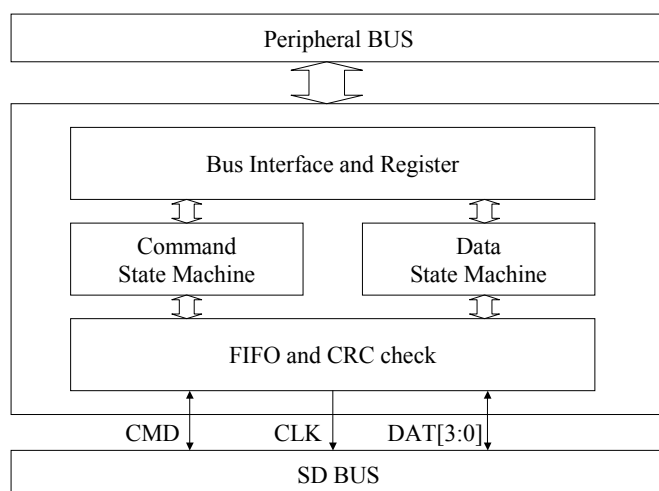 Peripheral BUS
Bus Interface and Register
Command
State Machine
Data
State Machine
FIFO and CRC check
CMD
CLK
DAT[3:0]
SD BUS